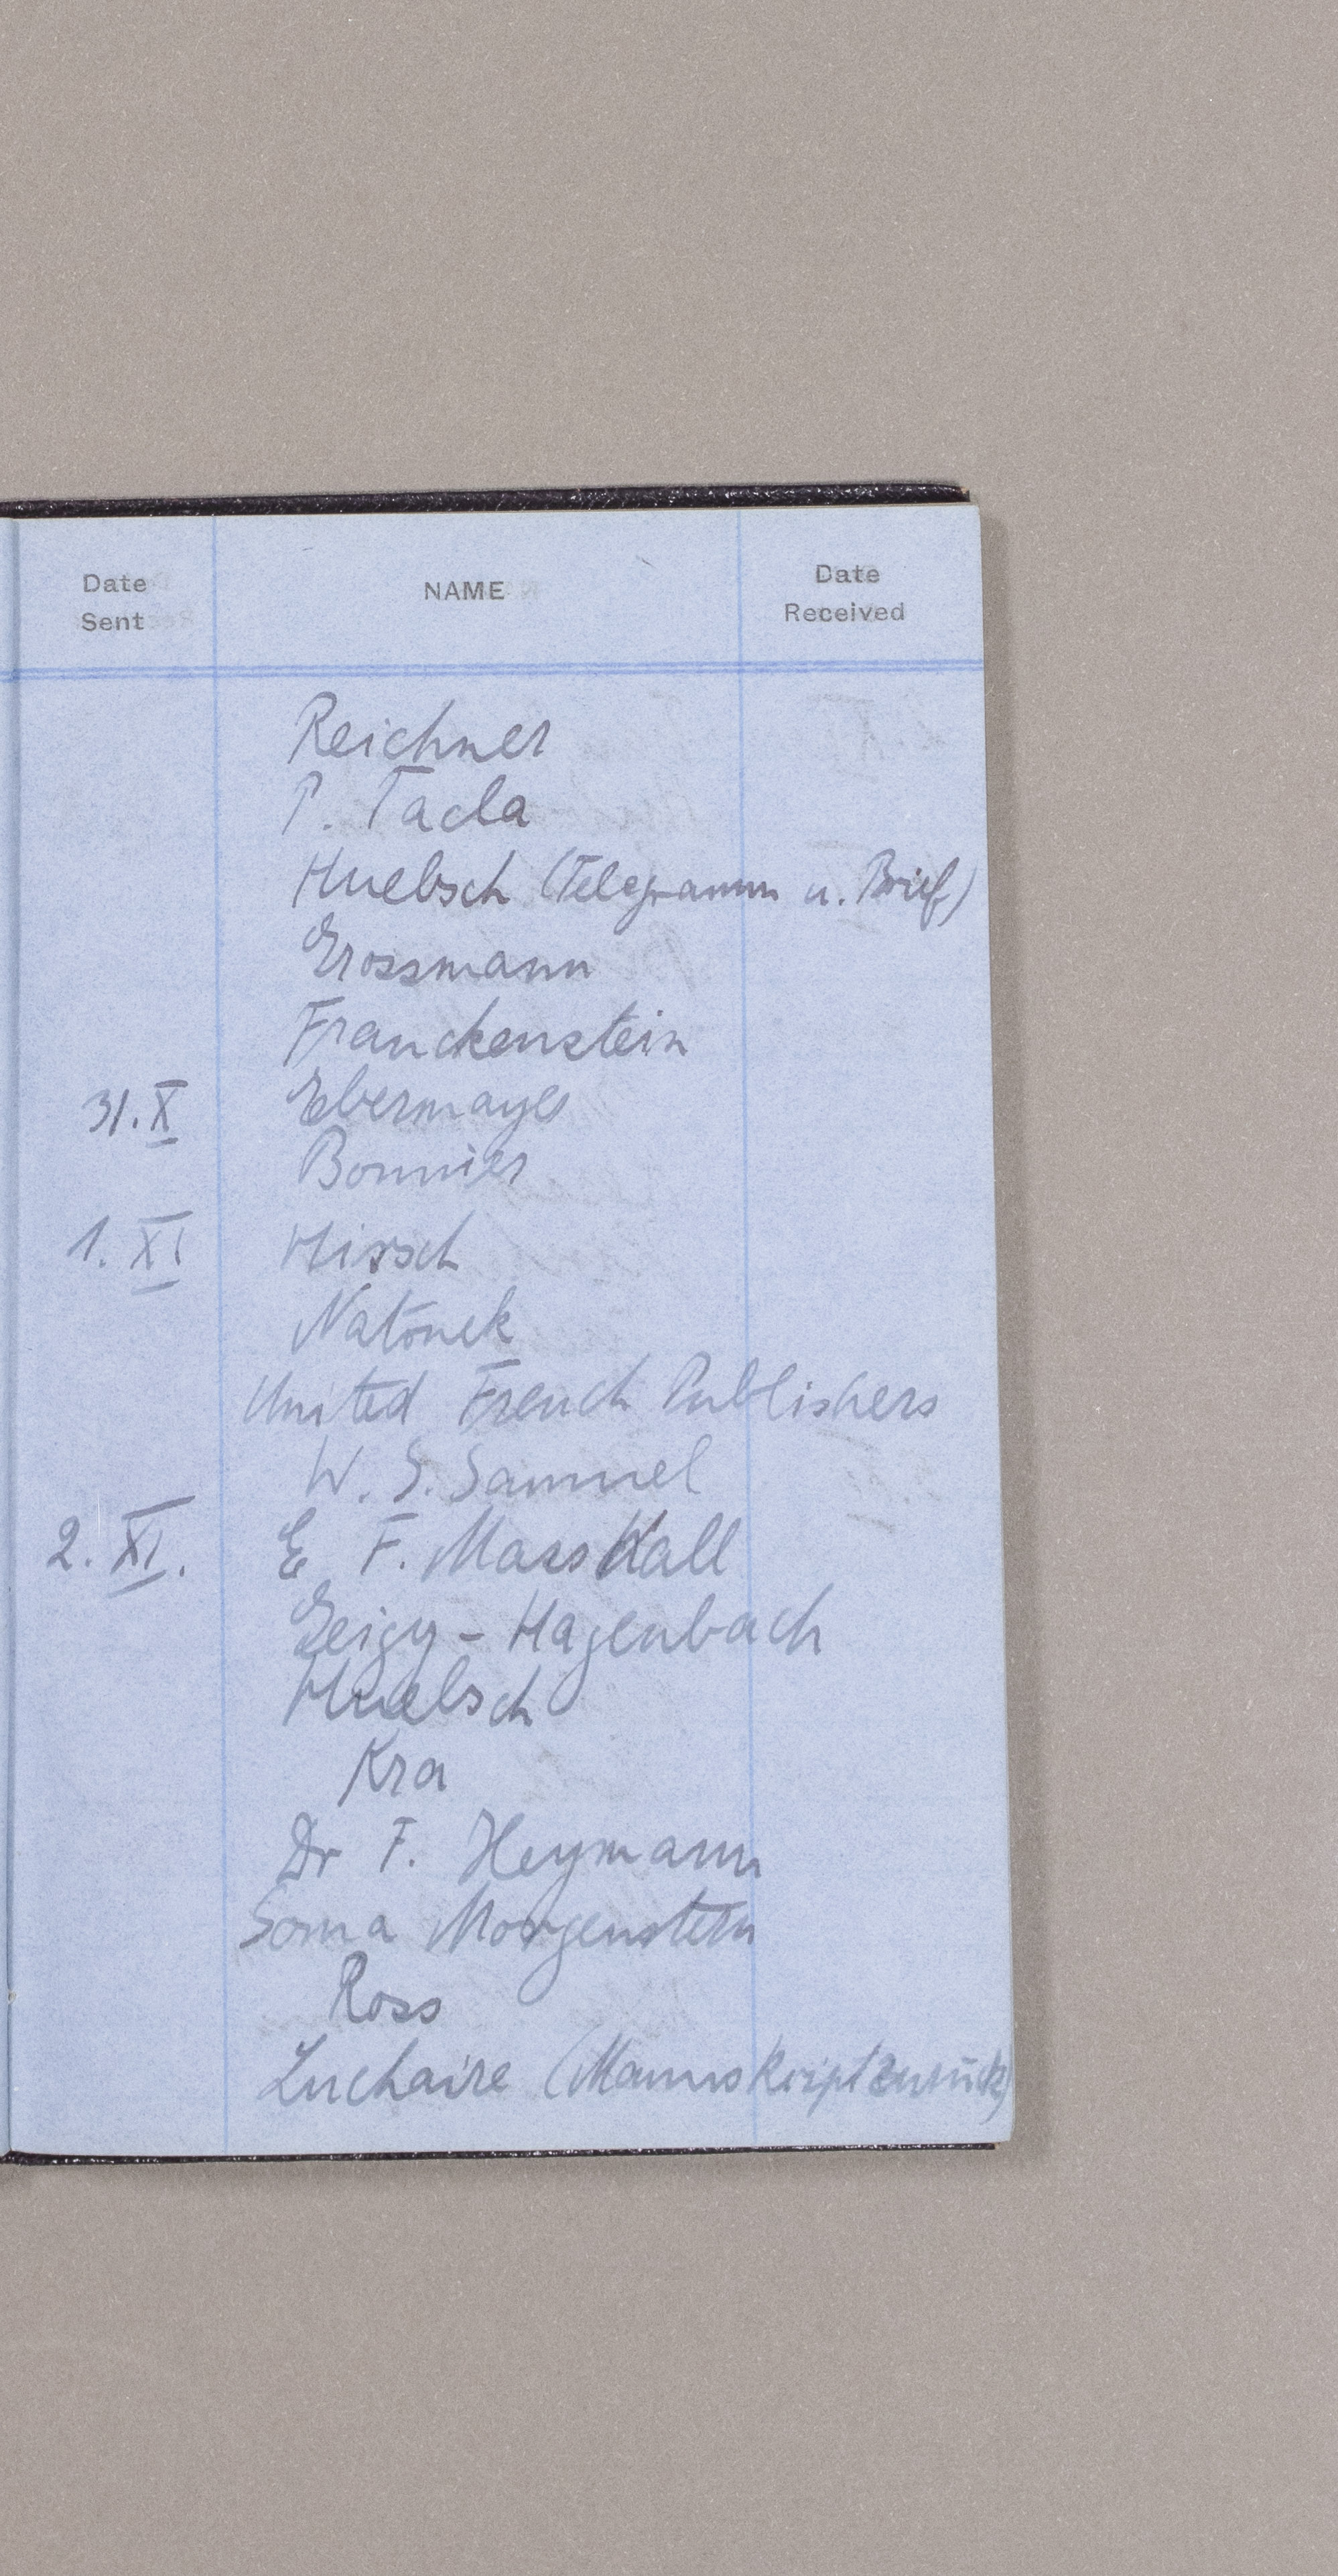 Date Sent NAME Date Received
Reichner
P. Tacla
Huebsch (Telegramm u. Brief)
Grossmann
Franckenstein
31. X Ebermayer
Bonnier
1. XI Hirsch
Natonek
United French Publishers
W. S. Samuel
2. XI. E F. Masskall
Geigy - Hagenbach
Huebsch
Kra
Dr F. Heymann
Soma Morgenstern
Ross
Luchaire (Manuskript zurück)